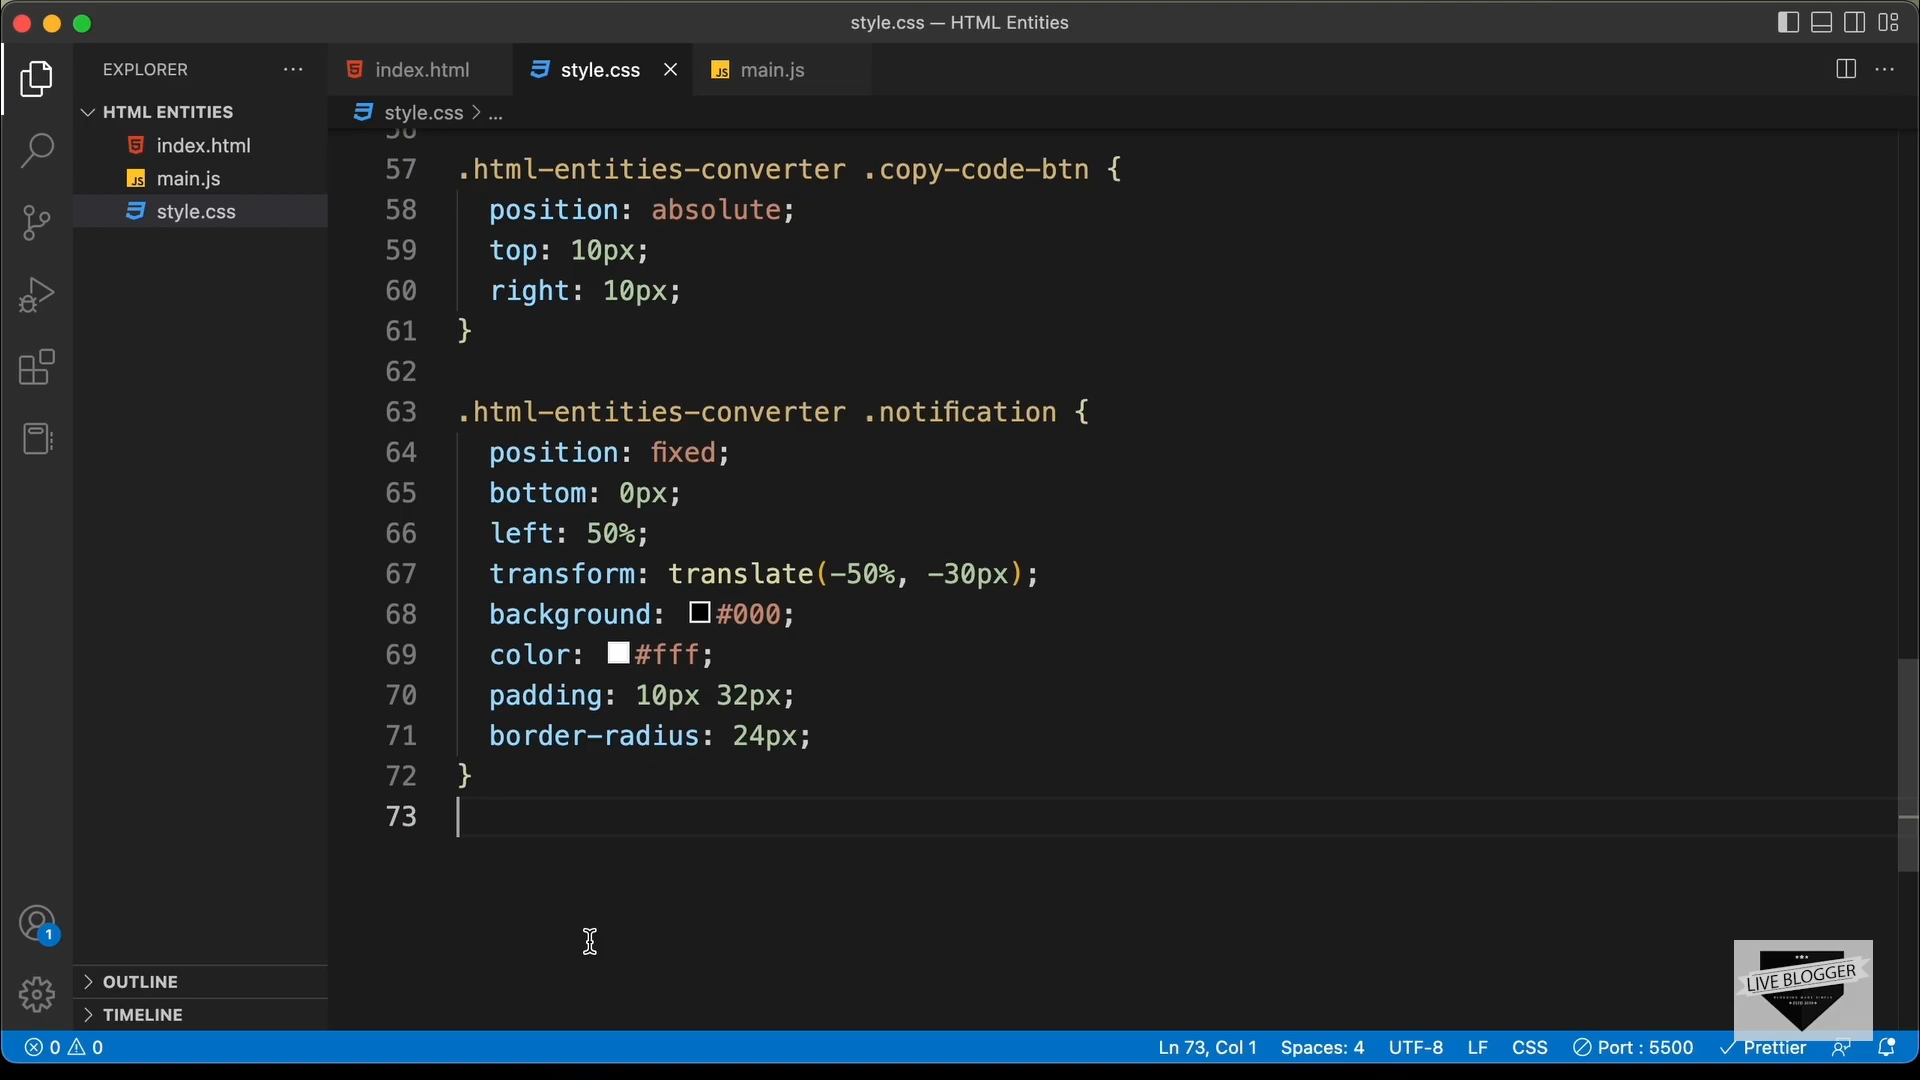 style.css — HTML Entities
EXPLORER
index.html
style.css
main.js
HTML ENTITIES
style.css > ...
index.html
main.js
style.css
56
57 .html-entities-converter .copy-code-btn {
58 position: absolute;
59 top: 10px;
60 right: 10px;
61 }
62
63 .html-entities-converter .notification {
64 position: fixed;
65 bottom: 0px;
66 left: 50%;
67 transform: translate(-50%, -30px);
68 background: #000;
69 color: #fff;
70 padding: 10px 32px;
71 border-radius: 24px;
72 }
73
1
OUTLINE
TIMELINE
LIVE BLOGGER
0 0
Ln 73, Col 1
Spaces: 4
UTF-8
LF
CSS
Port : 5500
Prettier